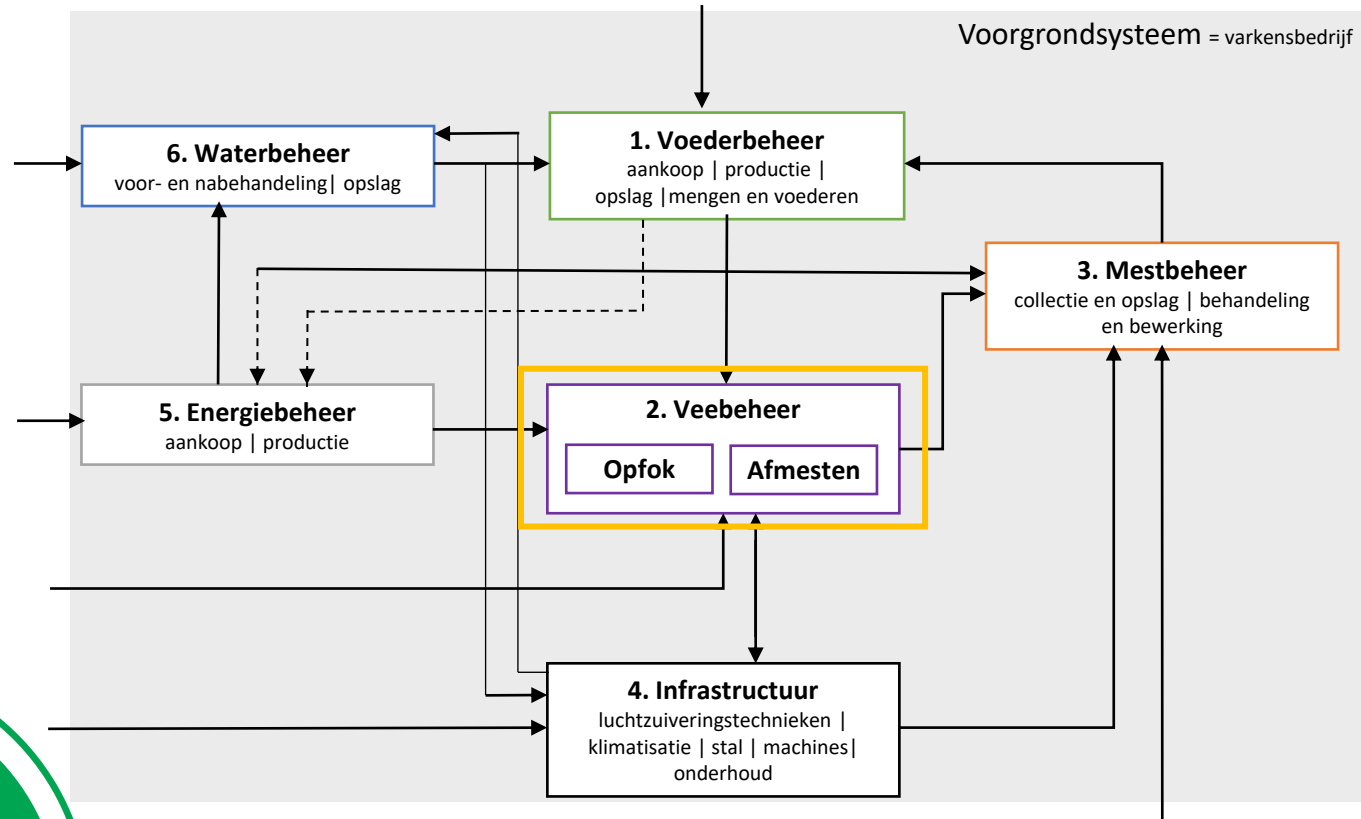 Voorgrondsysteem = varkensbedrijf
6. Waterbeheer
voor- en nabehandeling| opslag
1. Voederbeheer
aankoop | productie |
opslag |mengen en voederen
3. Mestbeheer
collectie en opslag | behandeling
en bewerking
5. Energiebeheer
aankoop | productie
2. Veebeheer
Opfok
Afmesten
4. Infrastructuur
luchtzuiveringstechnieken |
klimatisatie | stal | machines|
onderhoud